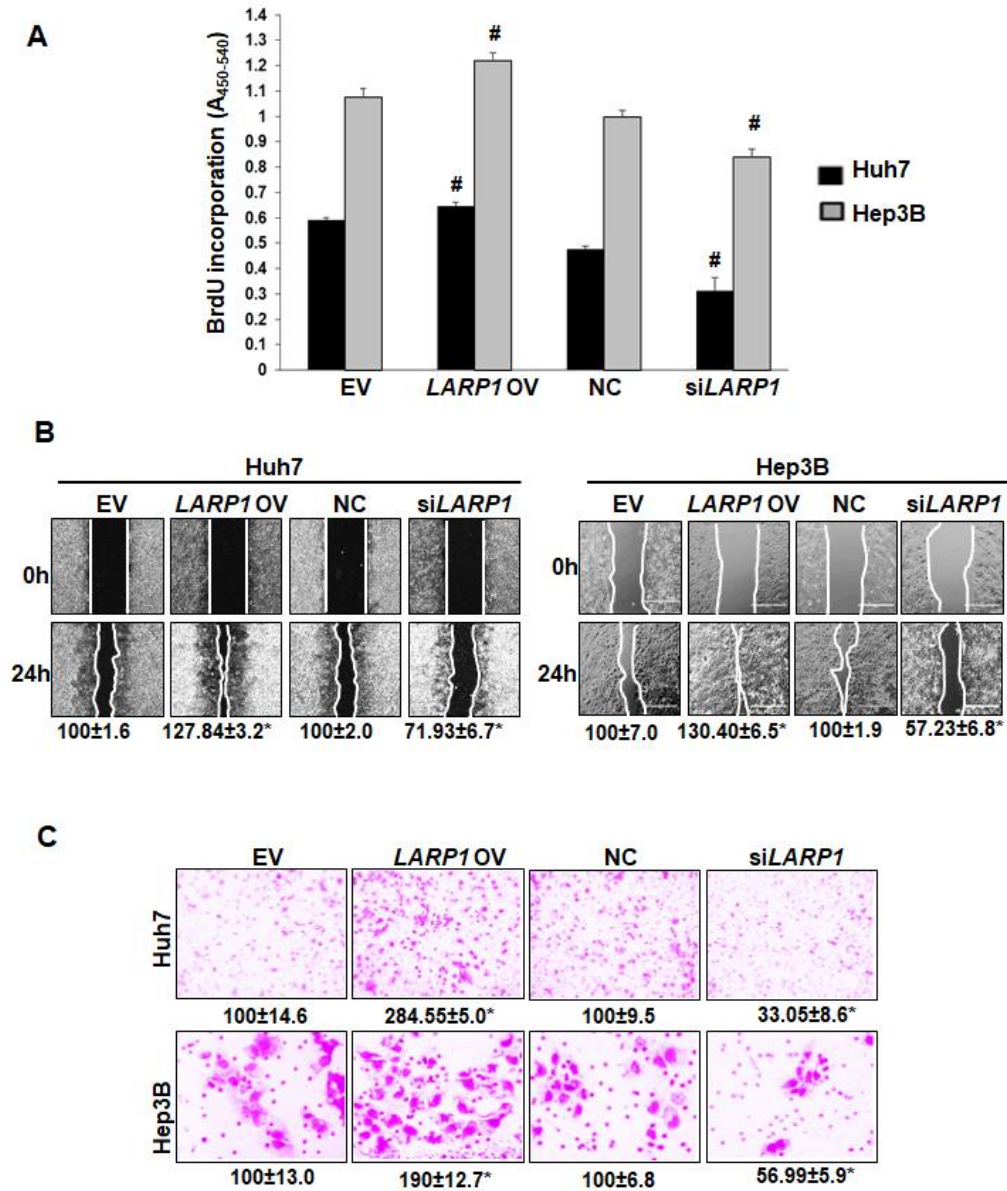 A
BrdU incorporation (A450-540)
1.4
1.3
1.2
1.1
1
0.9
0.8
0.7
0.6
0.5
0.4
0.3
0.2
0.1
0
#
#
#
#
EV LARP1 OV NC siLARP1
Huh7
Hep3B
B
Huh7
EV LARP1 OV NC siLARP1
0h
24h
100±1.6 127.84±3.2* 100±2.0 71.93±6.7*
Hep3B
EV LARP1 OV NC siLARP1
0h
24h
100±7.0 130.40±6.5* 100±1.9 57.23±6.8*
C
EV LARP1 OV NC siLARP1
Huh7
100±14.6 284.55±5.0* 100±9.5 33.05±8.6*
Hep3B
100±13.0 190±12.7* 100±6.8 56.99±5.9*